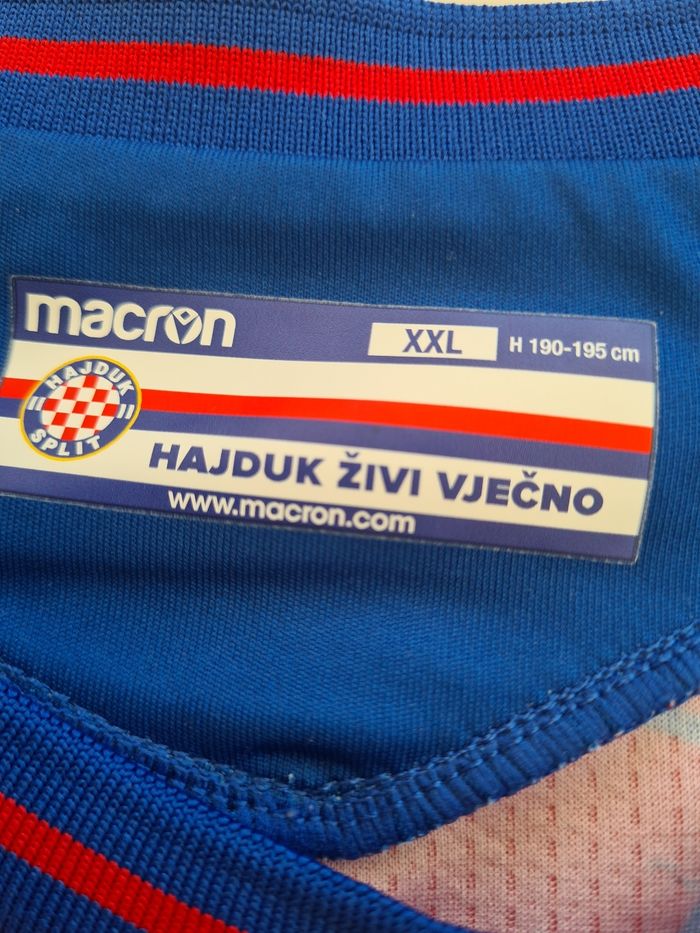 macron
XXL H 190-195 cm
HAJDUK
SPLIT
HAJDUK ŽIVI VJEČNO
www.macron.com